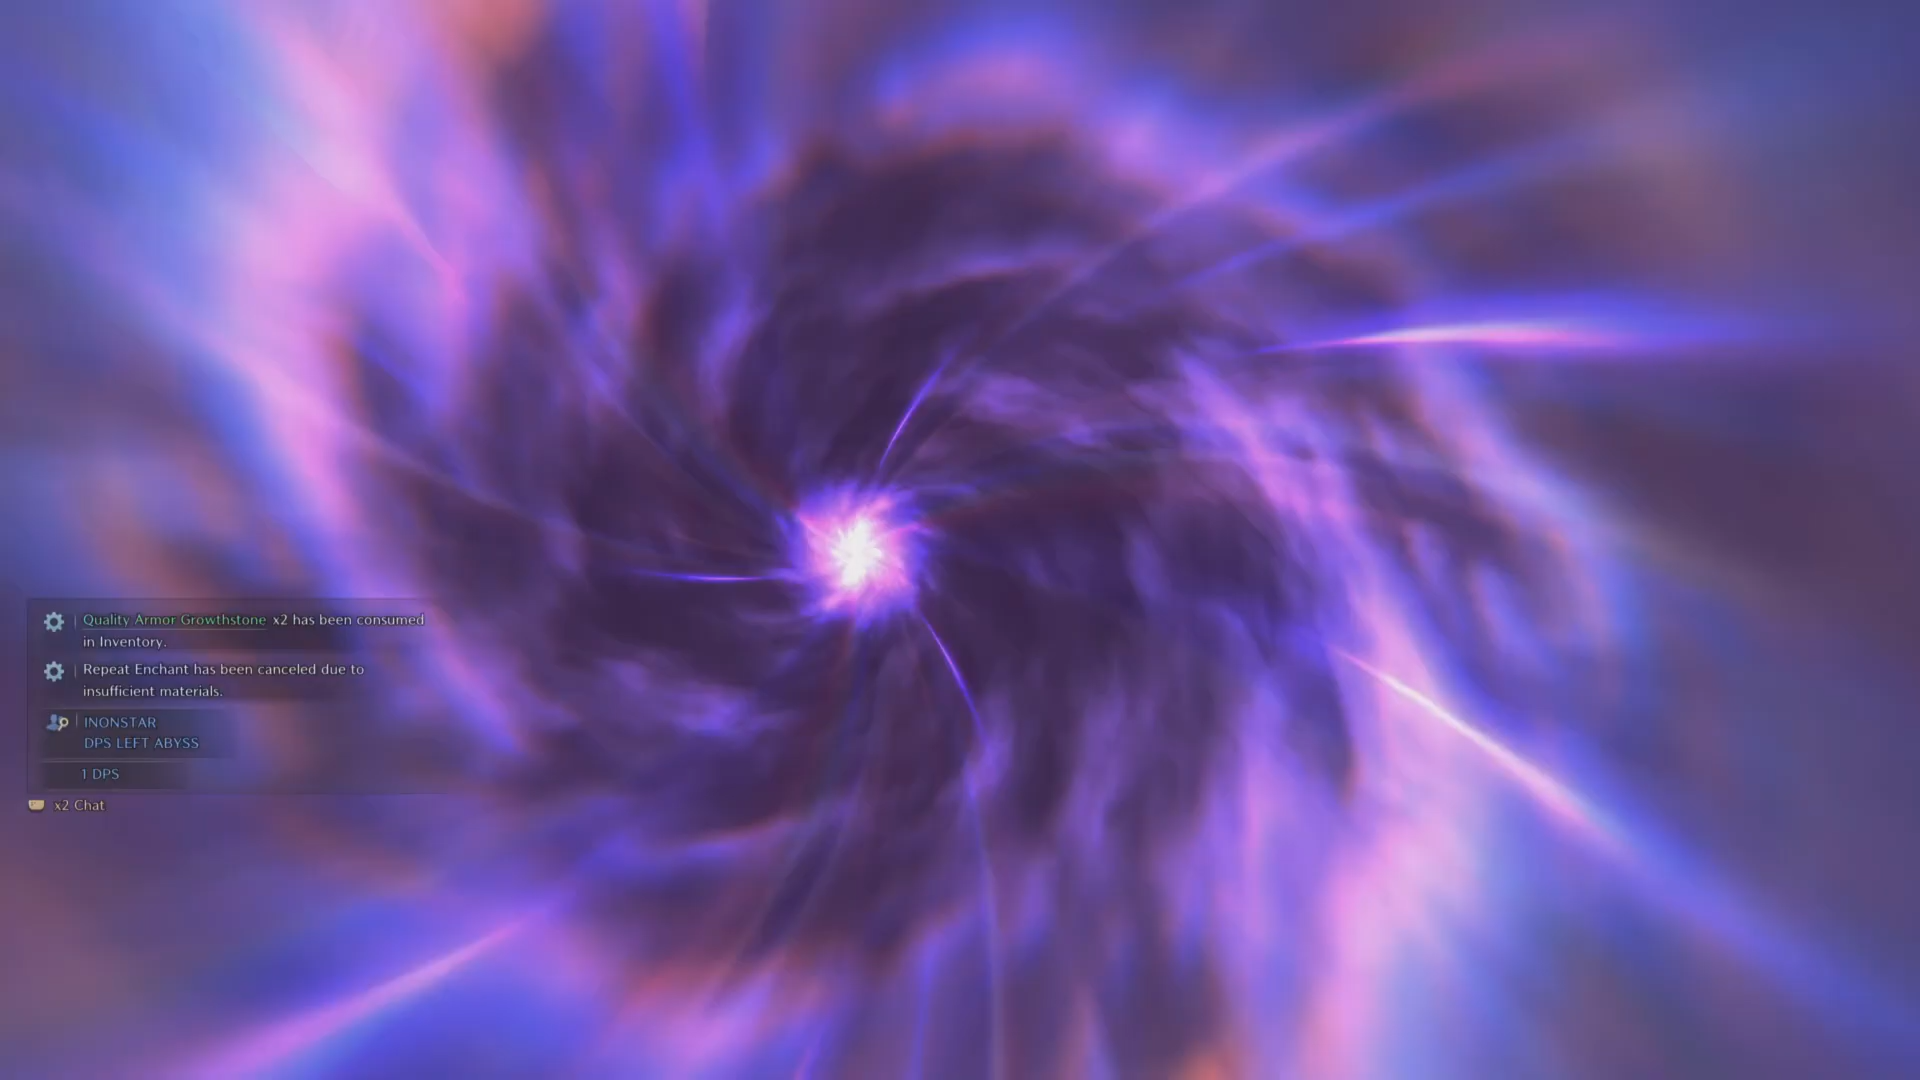 Quality Armor Growthstone x2 has been consumed
in Inventory.
Repeat Enchant has been canceled due to
insufficient materials.
INONSTAR
DPS LEFT ABYSS
1 DPS
x2 Chat